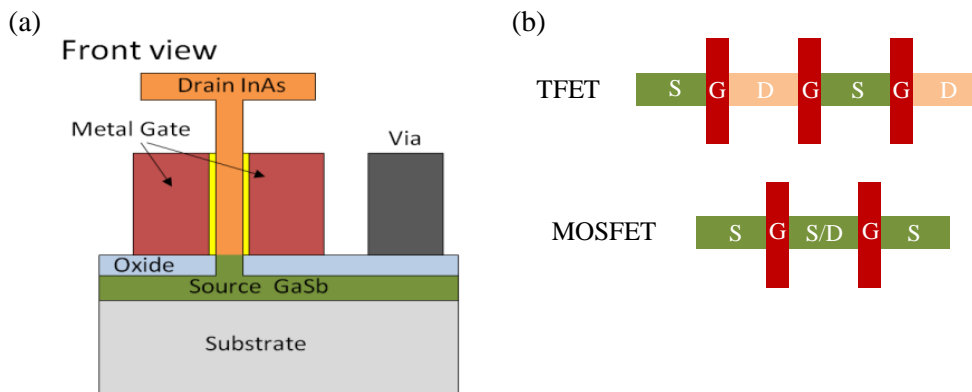 (a)
Front view
Drain InAs
Metal Gate
Via
Oxide
Source GaSb
Substrate
(b)
TFET
S G D G S G D
MOSFET
S G S/D G S